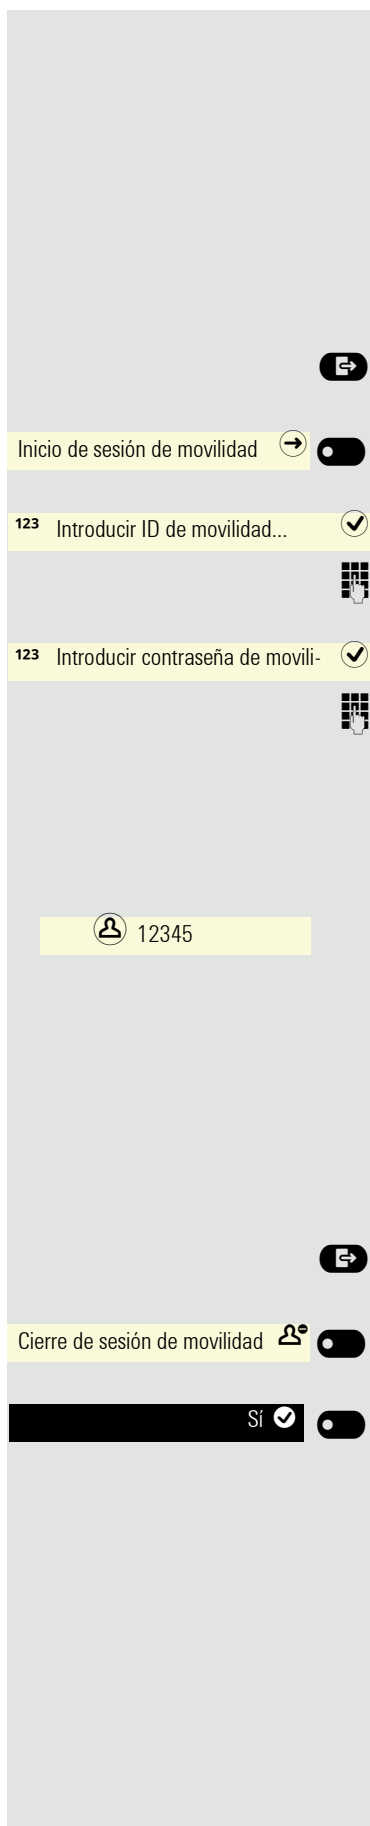 Inicio de sesión de movilidad
123 Introducir ID de movilidad...
123 Introducir contraseña de movili-
12345
Cierre de sesión de movilidad
Sí